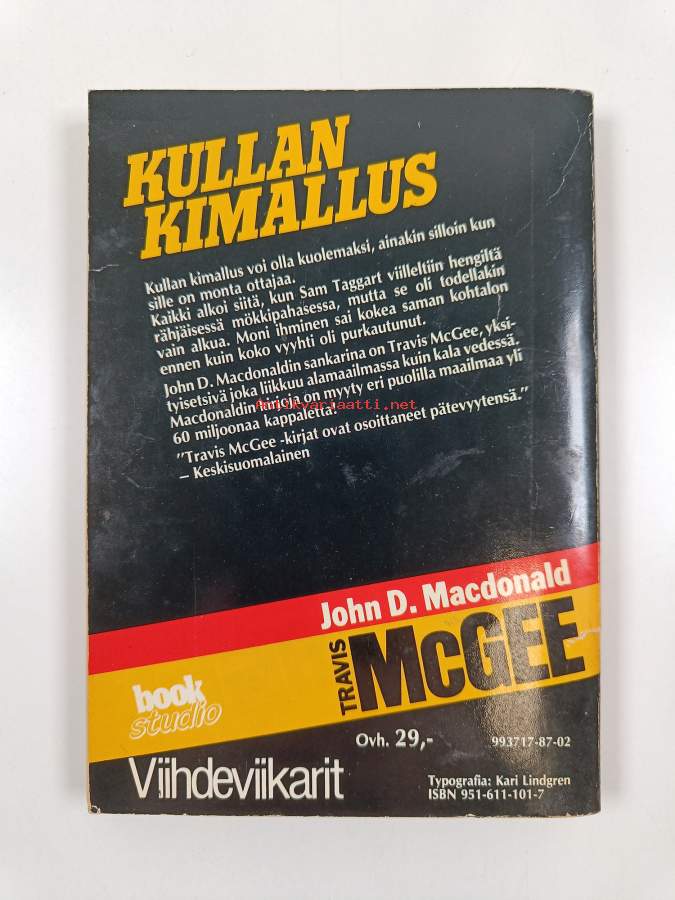 KULLAN
KIMALLUS
Kullan kimallus voi olla kuolemaksi, ainakin silloin kun
sille on monta ottajaa.
Kaikki alkoi siitä, kun Sam Taggart viilleltiin hengiltä
rähjäisessä mökkipahasessa, mutta se oli todellakin
vain alkua. Moni ihminen sai kokea saman kohtalon
ennen kuin koko vyyhti oli purkautunut.
John D. Macdonaldin sankarina on Travis McGee, yksi-
tyisetsivä joka liikkuu alamaailmassa kuin kala vedessä.
Macdonaldin kirjoja on myyty eri puolilla maailmaa yli
60 miljoonaa kappaletta.
Antikvariaatti.net
"Travis McGee -kirjat ovat osoittaneet pätevyytensä."
– Keskisuomalainen
John D. Macdonald
TRAVIS
McGEE
book
studio
Ovh. 29,-
993717-87-02
Viihdeviikarit
Typografia: Kari Lindgren
ISBN 951-611-101-7